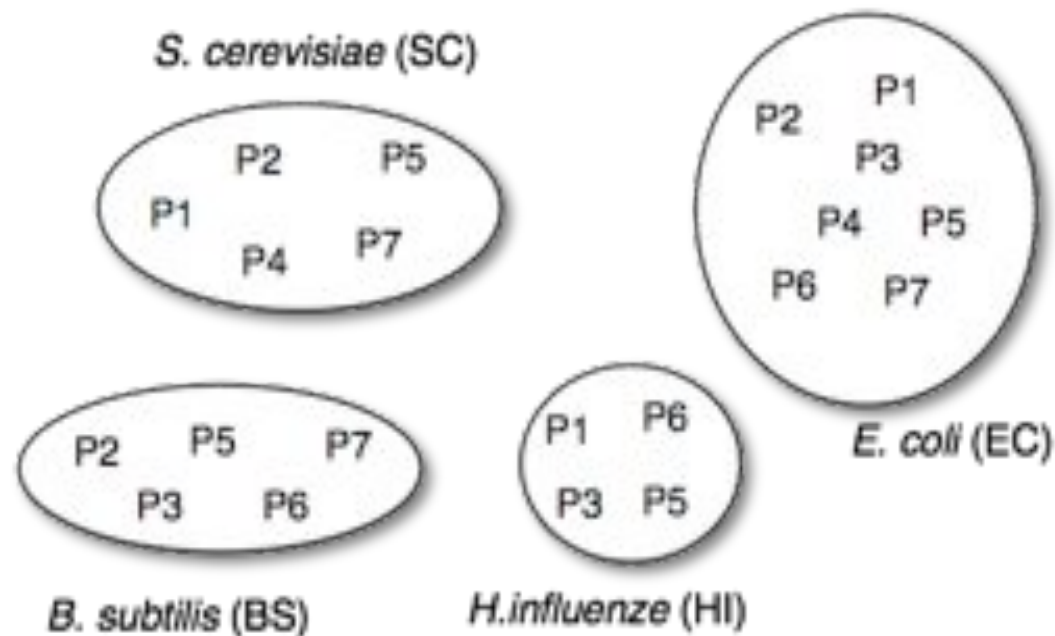 S. cerevisiae (SC)
P2 P5
P1
P4 P7
P1
P2
P3
P4 P5
P6 P7
E. coli (EC)
P2 P5 P7
P3 P6
B. subtilis (BS)
P1 P6
P3 P5
H.influenze (HI)